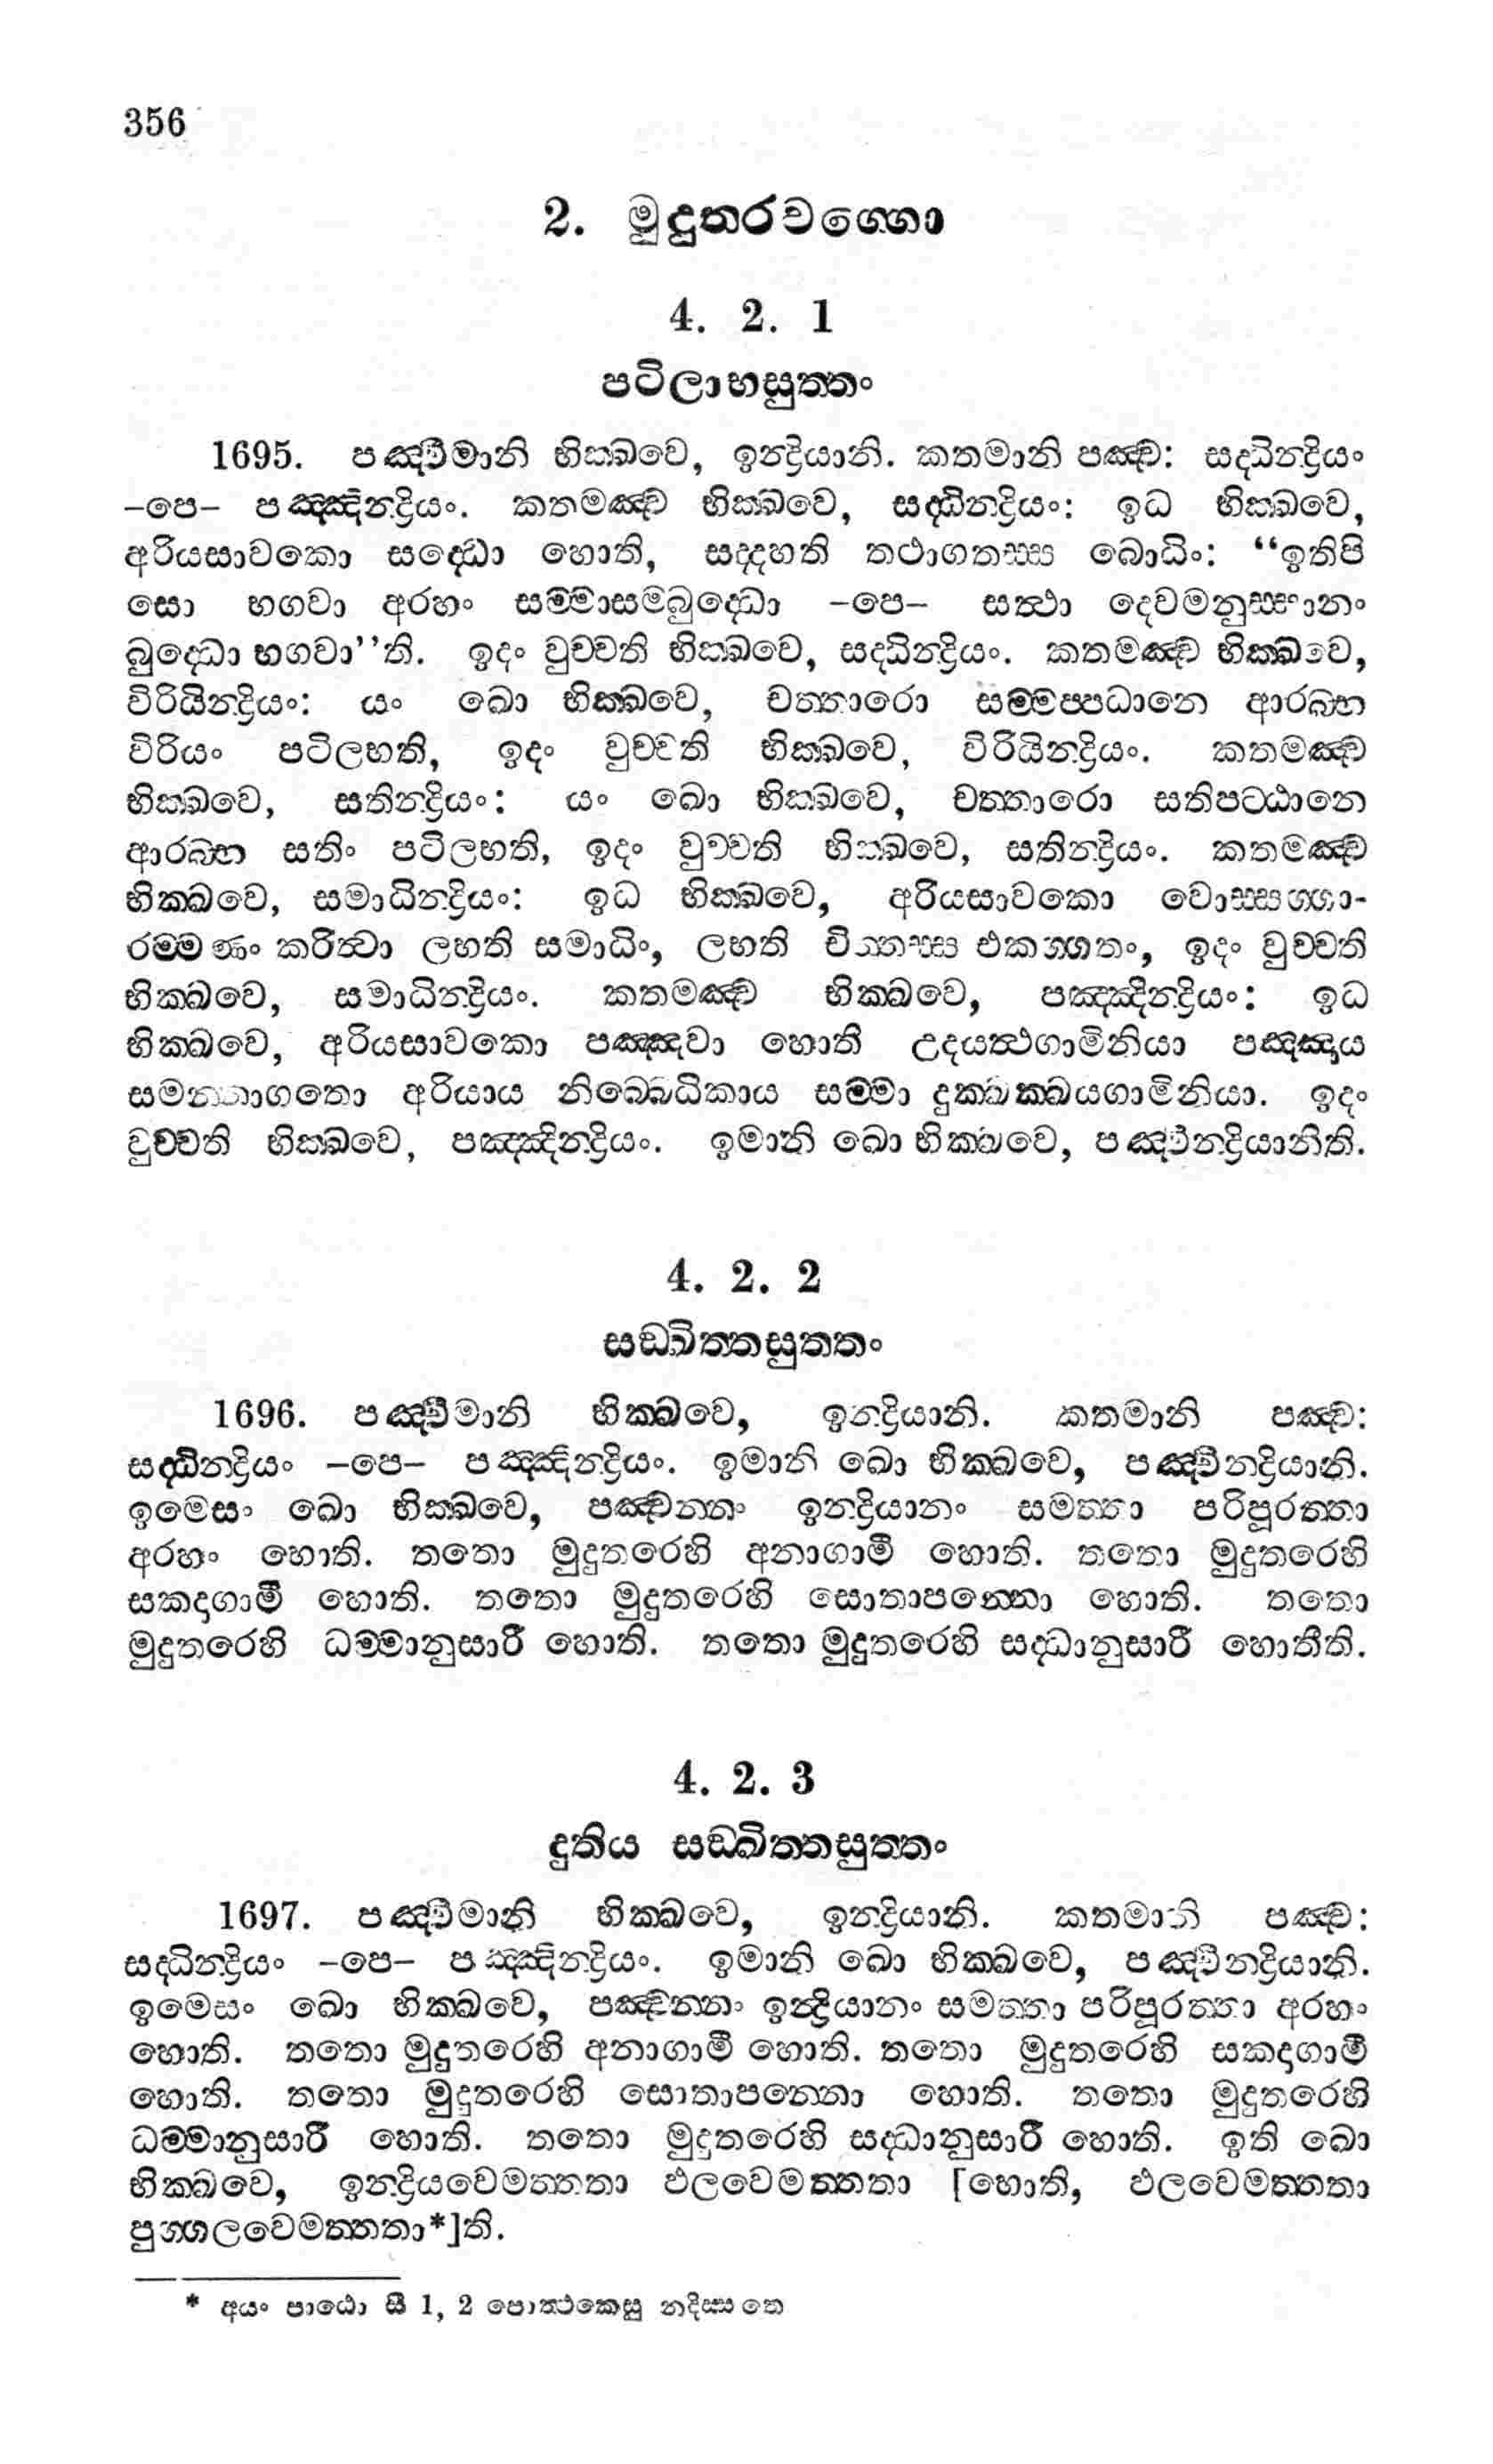 356
2. මුදුතරවග්ගො
4. 2. 1
පටිලාභසුත්තං
1695. පඤ්චිමානි භික්ඛවෙ, ඉන්ද්‍රියානි. කතමානි පඤ්ච: සද්ධින්ද්‍රියං
-පෙ- පඤ්ඤින්ද්‍රියං. කතමඤ්ච භික්ඛවෙ, සද්ධින්ද්‍රියං: ඉධ භික්ඛවෙ,
අරියසාවකො සද්ධො හොති, සද්දහති තථාගතස්ස බොධිං: “ඉතිපි
සො භගවා අරහං සම්මාසම්බුද්ධො -පෙ- සත්ථා දෙවමනුස්සානං
බුද්ධො භගවා’’ති. ඉදං වුච්චති භික්ඛවෙ, සද්ධින්ද්‍රියං. කතමඤ්ච භික්ඛවෙ,
විරියින්ද්‍රියං: යං ඛො භික්ඛවෙ, චත්තාරො සම්මප්පධානෙ ආරබ්භ
විරියං පටිලභති, ඉදං වුච්චති භික්ඛවෙ, විරියින්ද්‍රියං. කතමඤ්ච
භික්ඛවෙ, සතින්ද්‍රියං: යං ඛො භික්ඛවෙ, චත්තාරො සතිපට්ඨානෙ
ආරබ්භ සතිං පටිලභති, ඉදං වුච්චති භික්ඛවෙ, සතින්ද්‍රියං. කතමඤ්ච
භික්ඛවෙ, සමාධින්ද්‍රියං: ඉධ භික්ඛවෙ, අරියසාවකො වොස්සග්ගා-
රම්මණං කරිත්වා ලභති සමාධිං, ලභති චිත්තස්ස එකග්ගතං, ඉදං වුච්චති
භික්ඛවෙ, සමාධින්ද්‍රියං. කතමඤ්ච භික්ඛවෙ, පඤ්ඤින්ද්‍රියං: ඉධ
භික්ඛවෙ, අරියසාවකො පඤ්ඤවා හොති උදයත්ථගාමිනියා පඤ්ඤාය
සමන්නාගතො අරියාය නිබ්බෙධිකාය සම්මා දුක්ඛක්ඛයගාමිනියා. ඉදං
වුච්චති භික්ඛවෙ, පඤ්ඤින්ද්‍රියං. ඉමානි ඛො භික්ඛවෙ, පඤ්චින්ද්‍රියානිති.
4. 2. 2
සඞ්ඛිත්තසුත්තං
1696. පඤ්චිමානි භික්ඛවෙ, ඉන්ද්‍රියානි. කතමානි පඤ්ච:
සද්ධින්ද්‍රියං -පෙ- පඤ්ඤින්ද්‍රියං. ඉමානි ඛො භික්ඛවෙ, පඤ්චින්ද්‍රියානි.
ඉමෙසං ඛො භික්ඛවෙ, පඤ්චන්නං ඉන්ද්‍රියානං සමත්තා පරිපූරත්තා
අරහං හොති. තතො මුදුතරෙහි අනාගාමී හොති. තතො මුදුතරෙහි
සකදාගාමී හොති. තතො මුදුතරෙහි සොතාපන්නො හොති. තතො
මුදුතරෙහි ධම්මානුසාරී හොති. තතො මුදුතරෙහි සද්ධානුසාරී හොතීති.
4. 2. 3
දුතිය සඞ්ඛිත්තසුත්තං
1697. පඤ්චිමානි භික්ඛවෙ, ඉන්ද්‍රියානි. කතමානි පඤ්ච:
සද්ධින්ද්‍රියං -පෙ- පඤ්ඤින්ද්‍රියං. ඉමානි ඛො භික්ඛවෙ, පඤ්චින්ද්‍රියානි.
ඉමෙසං ඛො භික්ඛවෙ, පඤ්චන්නං ඉන්ද්‍රියානං සමත්තා පරිපූරත්තා අරහං
හොති. තතො මුදුතරෙහි අනාගාමී හොති. තතො මුදුතරෙහි සකදාගාමී
හොති. තතො මුදුතරෙහි සොතාපන්නො හොති. තතො මුදුතරෙහි
ධම්මානුසාරී හොති. තතො මුදුතරෙහි සද්ධානුසාරී හොති. ඉති ඛො
භික්ඛවෙ, ඉන්ද්‍රියවෙමත්තතා ඵලවෙමත්තතා [හොති, ඵලවෙමත්තතා
පුග්ගලවෙමත්තතා*]ති.
* අයං පාඨො සී 1, 2 පොත්ථකෙසු නදිස්සතෙ